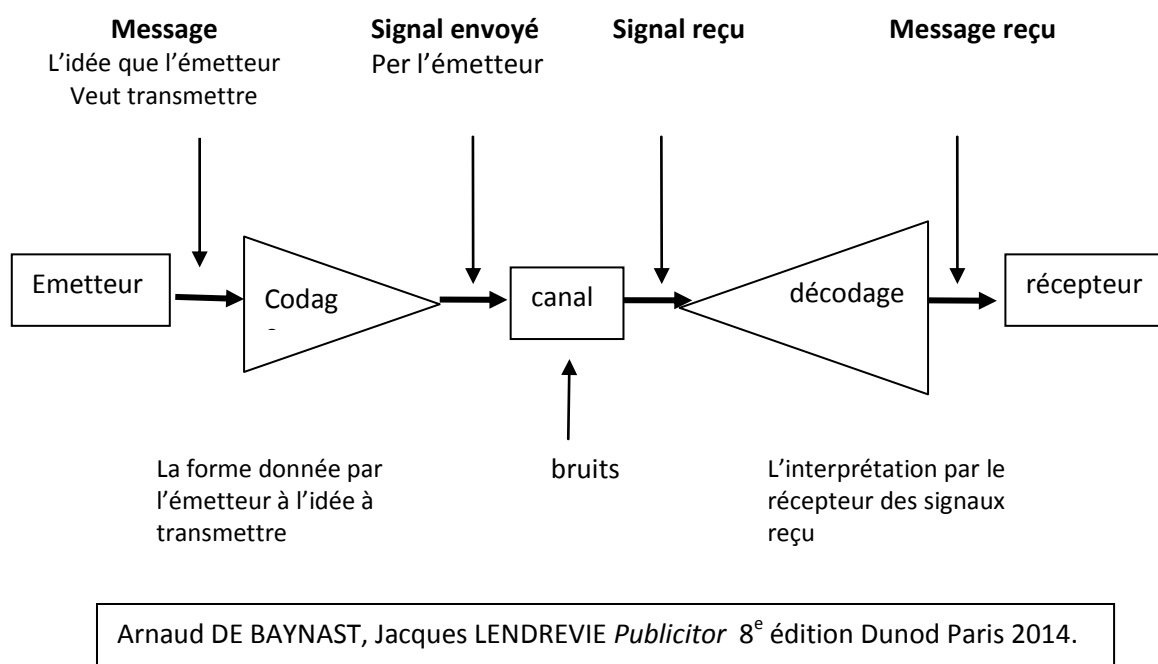 Message
L'idée que l'émetteur
Veut transmettre
Signal envoyé
Per l'émetteur
Signal reçu
Message reçu
Emetteur
Codag
canal
décodage
récepteur
La forme donnée par
l'émetteur à l'idée à
transmettre
bruits
L'interprétation par le
récepteur des signaux
reçu
Arnaud DE BAYNAST, Jacques LENDREVIE Publicitor 8e édition Dunod Paris 2014.